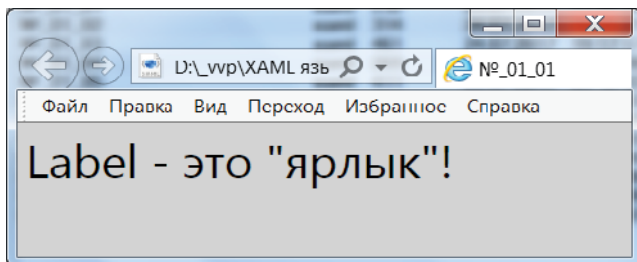 D:\_vvp\XAML язь
№_01_01
Файл Правка Вид Переход Избранное Справка
Label - это "ярлык"!